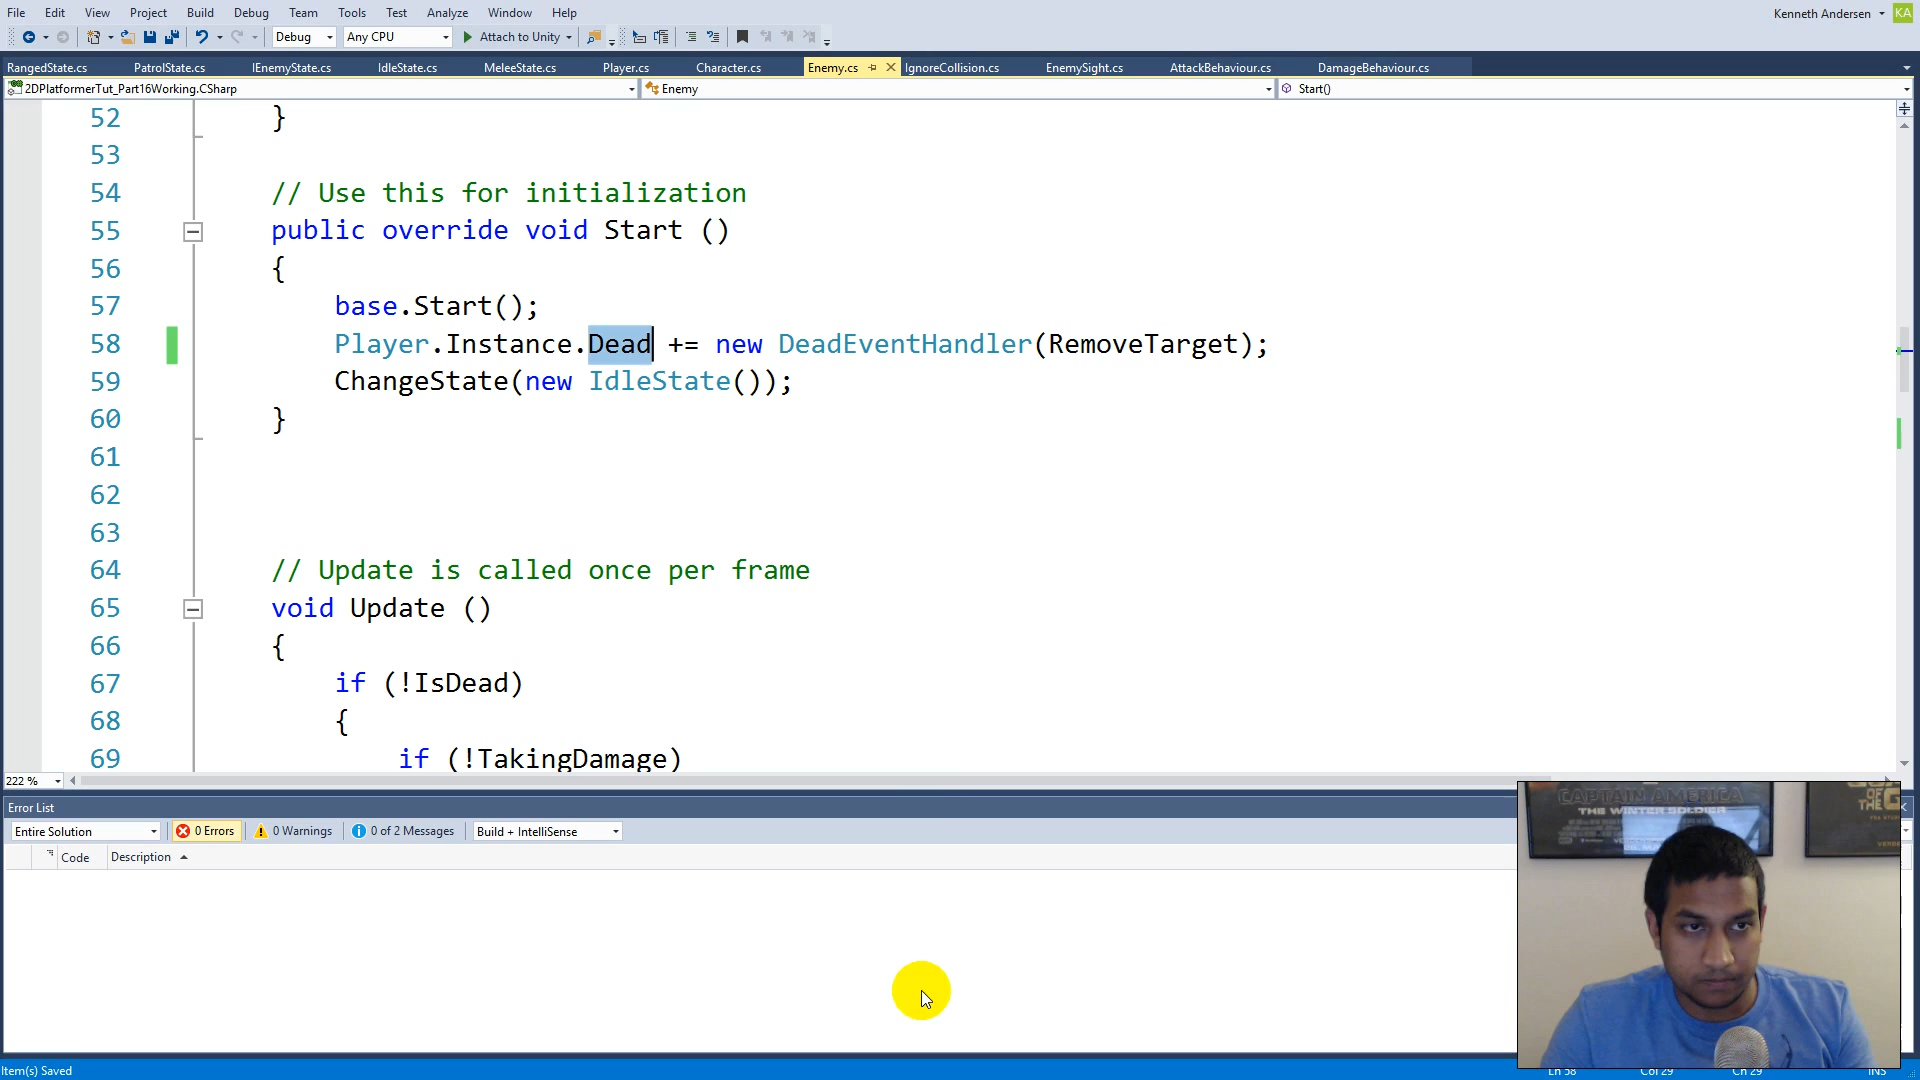 File Edit View Project Build Debug Team Tools Test Analyze Window Help
Kenneth Andersen KA
Debug Any CPU Attach to Unity
RangedState.cs PatrolState.cs IEnemyState.cs IdleState.cs MeleeState.cs Player.cs Character.cs Enemy.cs IgnoreCollision.cs EnemySight.cs AttackBehaviour.cs DamageBehaviour.cs
2DPlatformerTut_Part16Working.CSharp Enemy Start()
52 }
53
54 // Use this for initialization
55 public override void Start ()
56 {
57 base.Start();
58 Player.Instance.Dead += new DeadEventHandler(RemoveTarget);
59 ChangeState(new IdleState());
60 }
61
62
63
64 // Update is called once per frame
65 void Update ()
66 {
67 if (!IsDead)
68 {
69 if (!TakingDamage)
222 %
Error List
Entire Solution 0 Errors 0 Warnings 0 of 2 Messages Build + IntelliSense
Code Description
CAPTAIN AMERICA
THE WINTER SOLDIER
OF THE
Item(s) Saved Ln 58 Col 29 Ch 29 INS